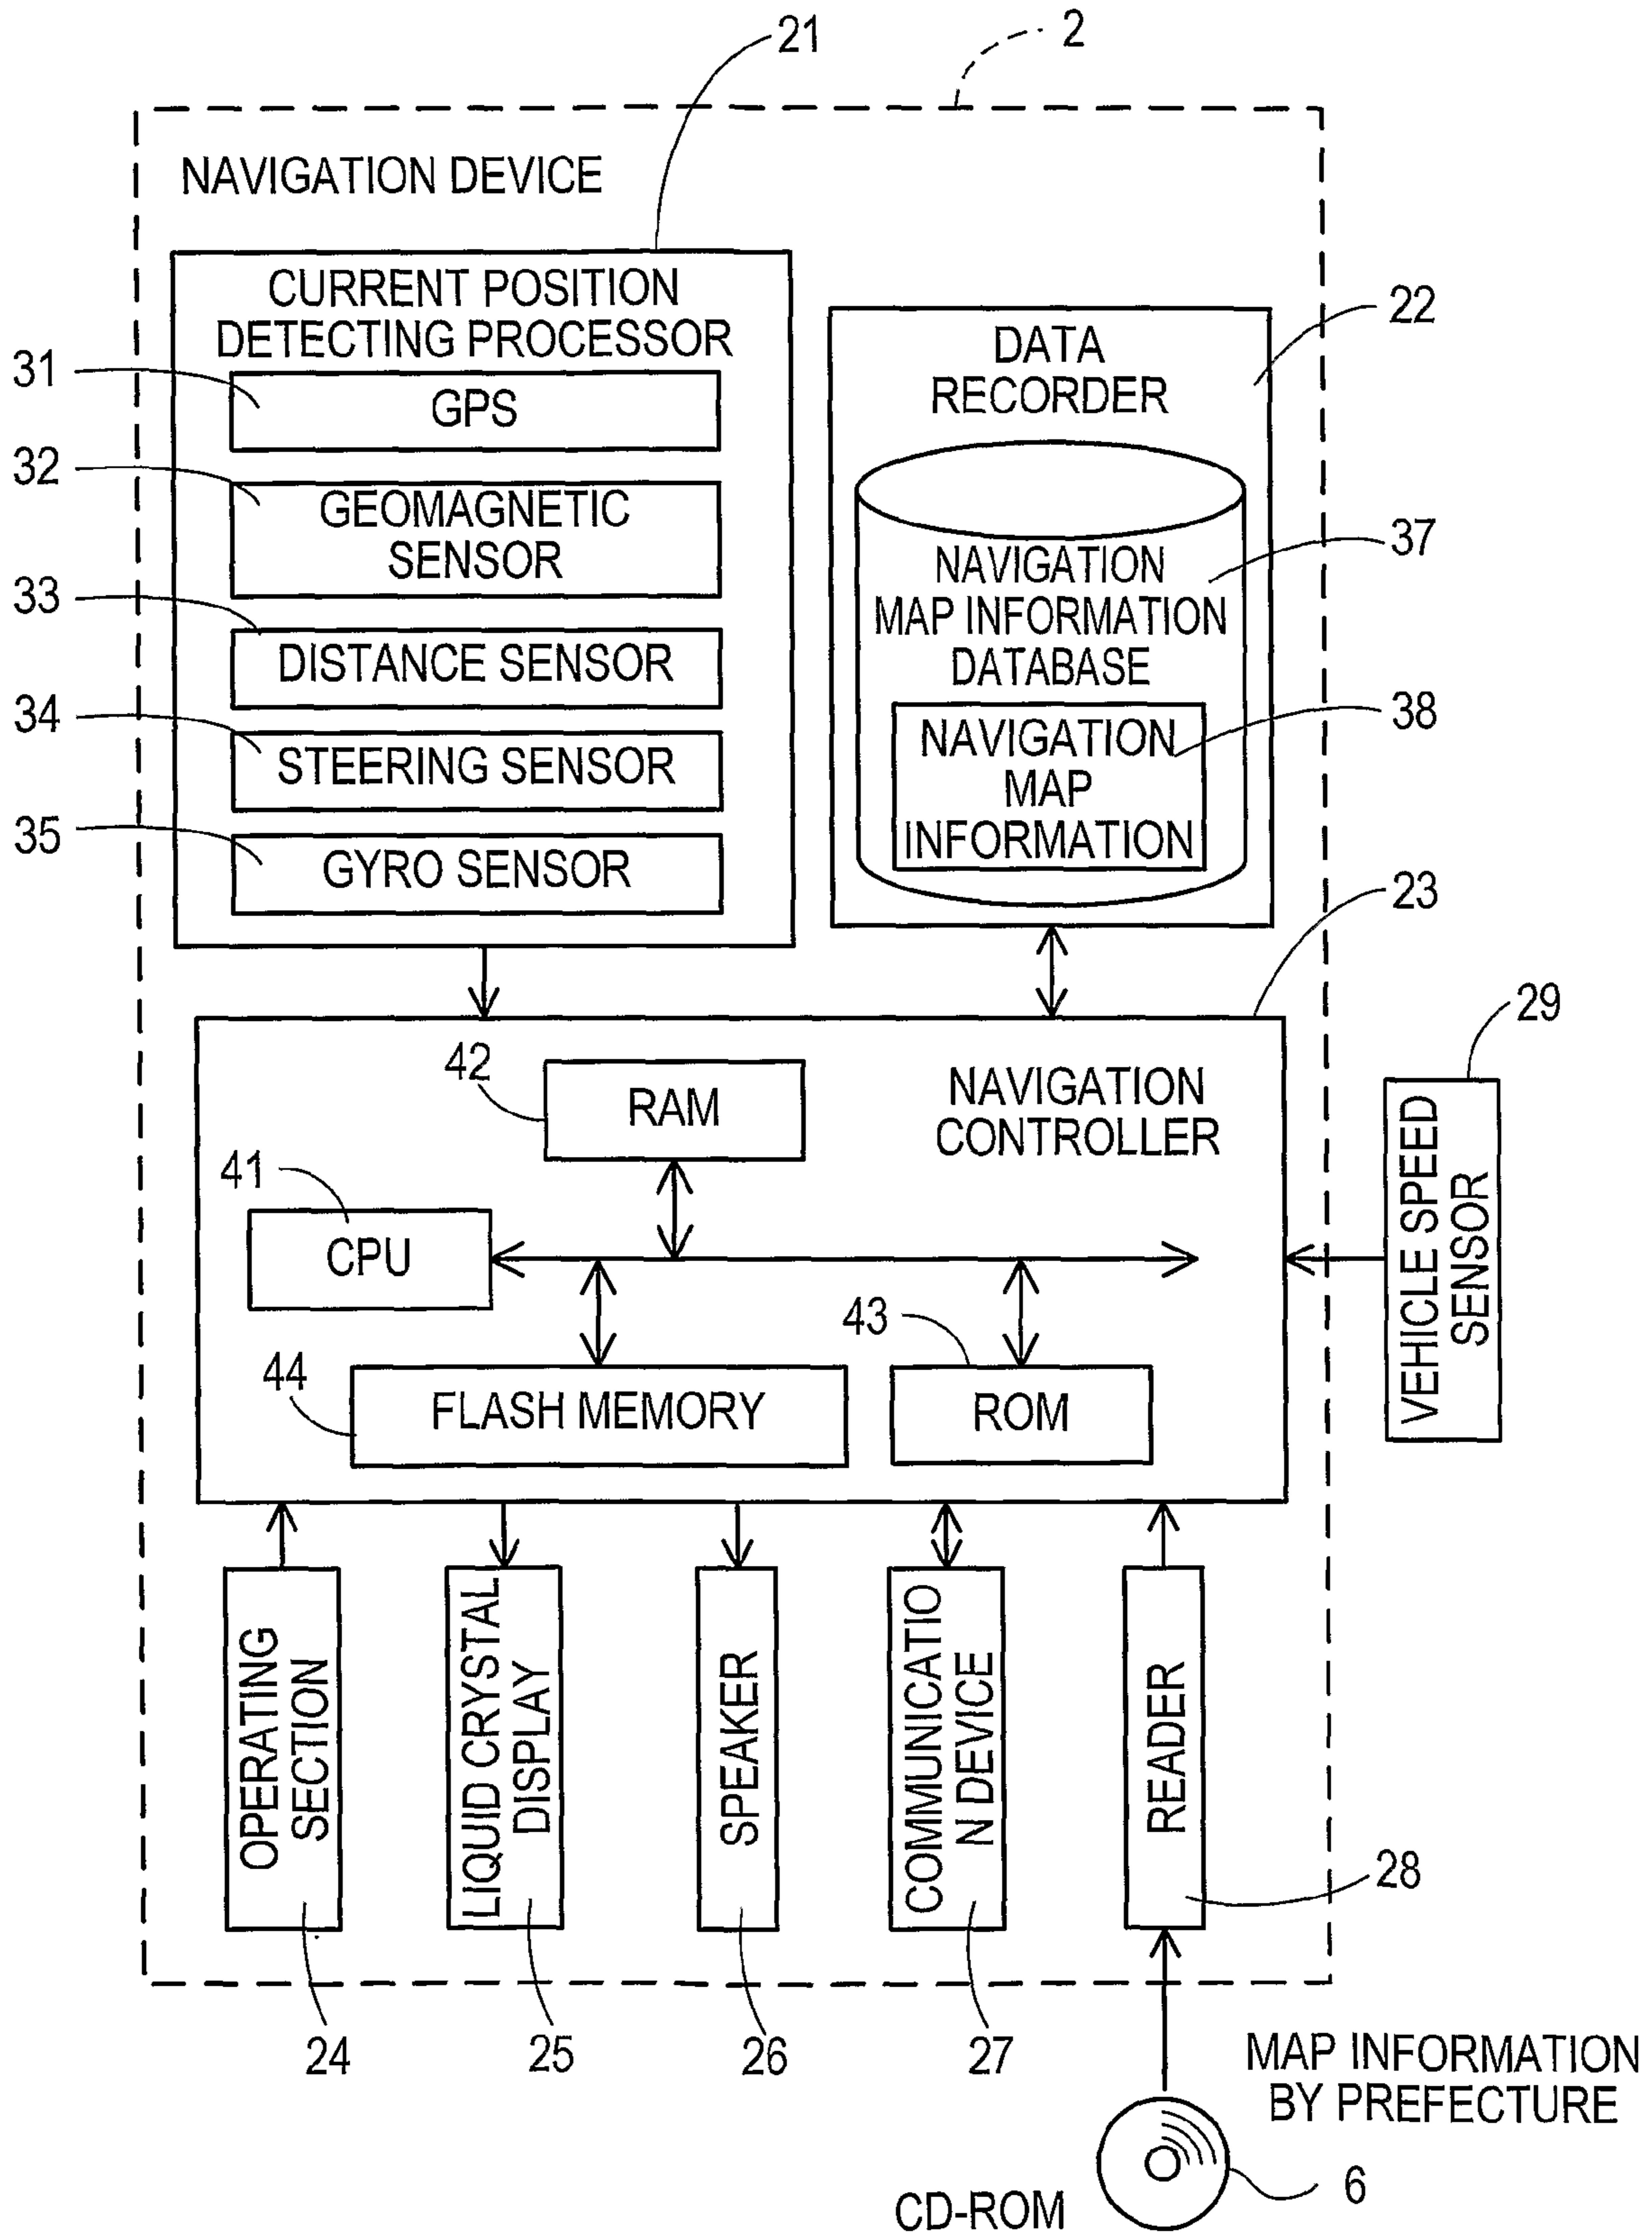 2
21
NAVIGATION DEVICE
CURRENT POSITION
DETECTING PROCESSOR
31
GPS
32
GEOMAGNETIC
SENSOR
33
DISTANCE SENSOR
34
STEERING SENSOR
35
GYRO SENSOR
22
DATA
RECORDER
37
NAVIGATION
MAP INFORMATION
DATABASE
38
NAVIGATION
MAP
INFORMATION
23
29
42
RAM
NAVIGATION
CONTROLLER
41
CPU
43
44
FLASH MEMORY
ROM
VEHICLE SPEED
SENSOR
OPERATING
SECTION
LIQUID CRYSTAL
DISPLAY
SPEAKER
COMMUNICATIO
N DEVICE
READER
28
24
25
26
27
MAP INFORMATION
BY PREFECTURE
CD-ROM
6